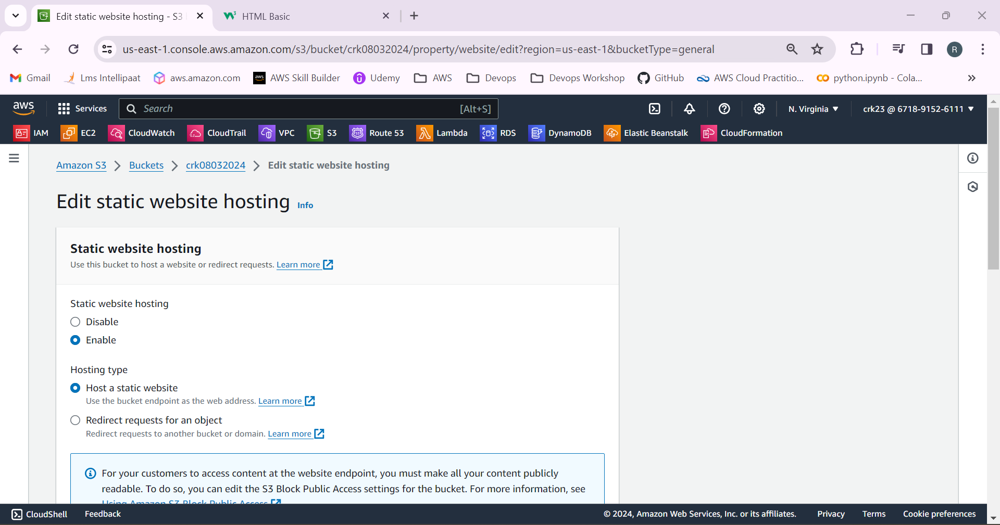 Edit static website hosting - S3
HTML Basic
us-east-1.console.aws.amazon.com/s3/bucket/crk08032024/property/website/edit?region=us-east-1&bucketType=general
R
Gmail
Lms Intellipaat
aws.amazon.com
aws
AWS Skill Builder
Udemy
AWS
Devops
Devops Workshop
GitHub
AWS Cloud Practitio...
python.ipynb - Cola...
aws
Services
Search
[Alt+S]
N. Virginia
crk23 @ 6718-9152-6111
IAM
EC2
CloudWatch
CloudTrail
VPC
S3
53
Route 53
Lambda
RDS
DynamoDB
Elastic Beanstalk
CloudFormation
Amazon S3
Buckets
crk08032024
Edit static website hosting
Edit static website hosting Info
Static website hosting
Use this bucket to host a website or redirect requests. Learn more
Static website hosting
Disable
Enable
Hosting type
Host a static website
Use the bucket endpoint as the web address. Learn more
Redirect requests for an object
Redirect requests to another bucket or domain. Learn more
For your customers to access content at the website endpoint, you must make all your content publicly
readable. To do so, you can edit the S3 Block Public Access settings for the bucket. For more information, see
Using Amazon S3 Block Public Access
CloudShell
Feedback
© 2024, Amazon Web Services, Inc. or its affiliates.
Privacy
Terms
Cookie preferences